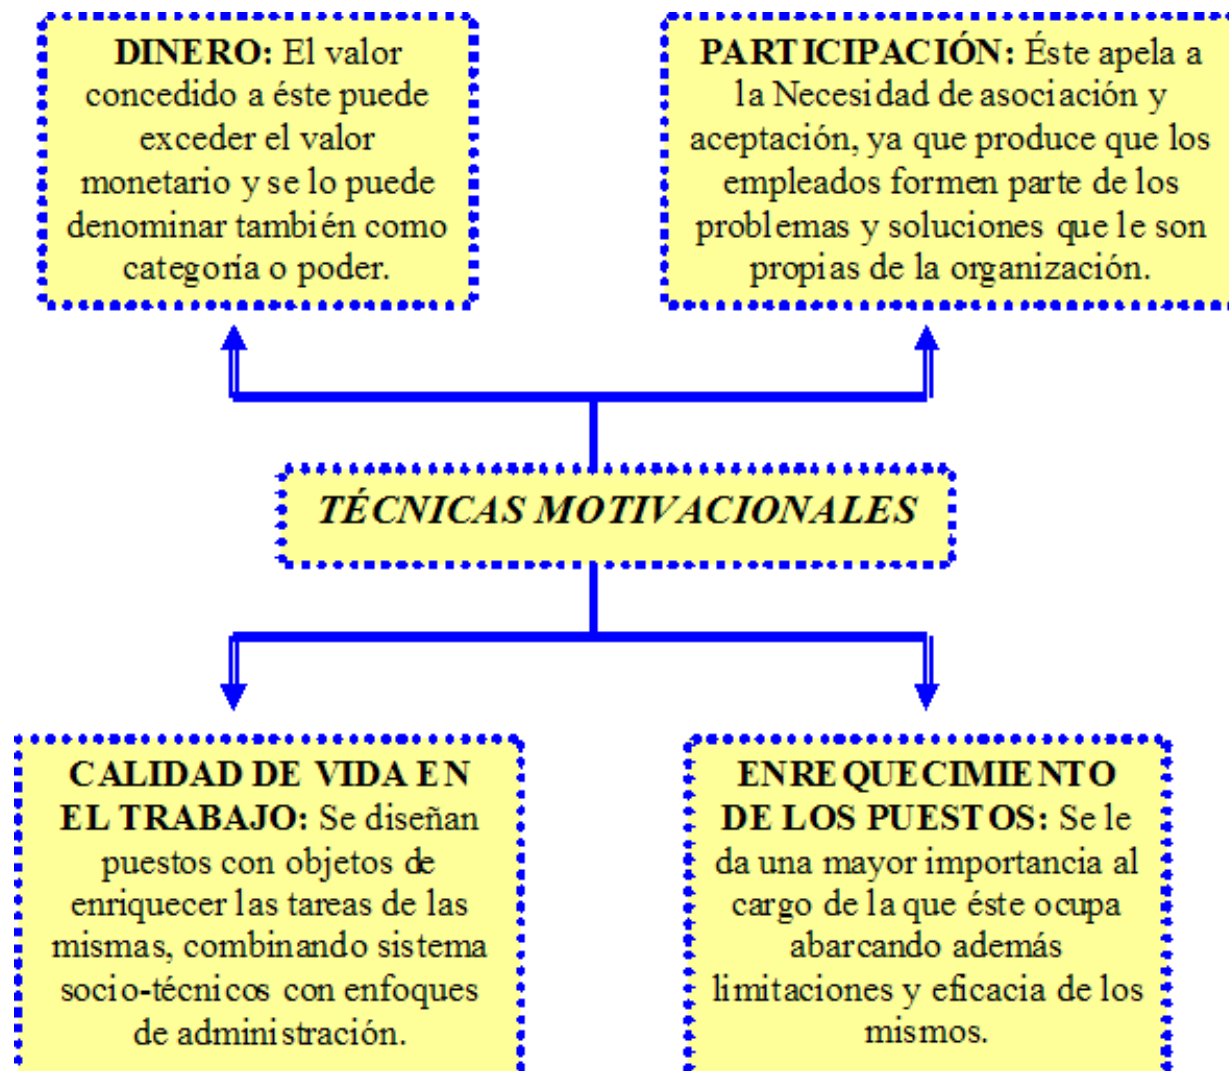 DINERO: El valor
concedido a éste puede
exceder el valor
monetario y se lo puede
denominar también como
categoría o poder.
PARTICIPACIÓN: Éste apela a
la Necesidad de asociación y
aceptación, ya que produce que los
empleados formen parte de los
problemas y soluciones que le son
propias de la organización.
TÉCNICAS MOTIVACIONALES
CALIDAD DE VIDA EN
EL TRABAJO: Se diseñan
puestos con objetos de
enriquecer las tareas de las
mismas, combinando sistema
socio-técnicos con enfoques
de administración.
ENREQUECIMIENTO
DE LOS PUESTOS: Se le
da una mayor importancia al
cargo de la que éste ocupa
abarcando además
limitaciones y eficacia de los
mismos.